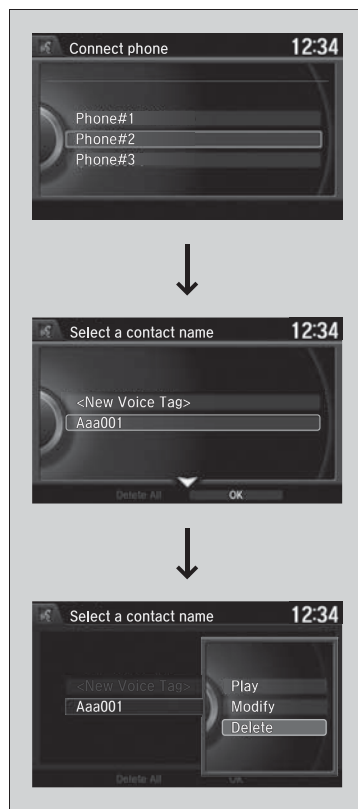 Connect phone 12:34
Phone#1
Phone#2
Phone#3
Select a contact name 12:34
<New Voice Tag>
Aaa001
Delete All OK
Select a contact name 12:34
<New Voice Tag> Play
Aaa001 Modify
Delete
Delete All OK